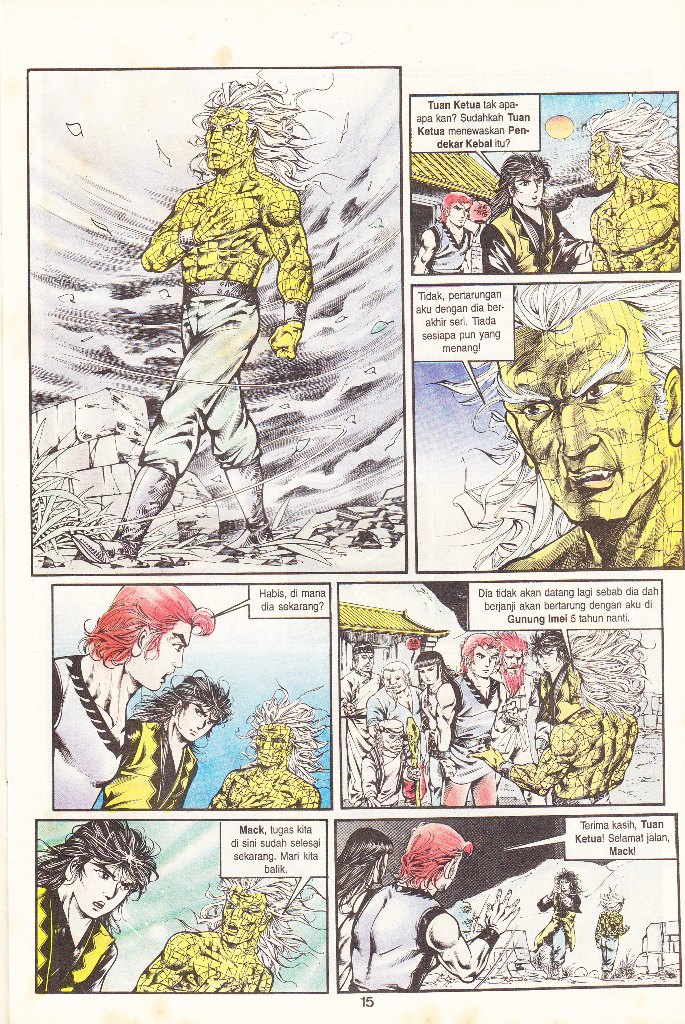 Tuan Ketua tak apa-
apa kan? Sudahkah Tuan
Ketua menewaskan Pen-
dekar Kebal itu?
Tidak, pertarungan
aku dengan dia ber-
akhir seri. Tiada
sesiapa pun yang
menang!
Habis, di mana
dia sekarang?
Dia tidak akan datang lagi sebab dia dah
berjanji akan bertarung dengan aku di
Gunung Imei 5 tahun nanti.
Mack, tugas kita
di sini sudah selesai
sekarang. Mari kita
balik.
Terima kasih, Tuan
Ketua! Selamat jalan,
Mack!
15